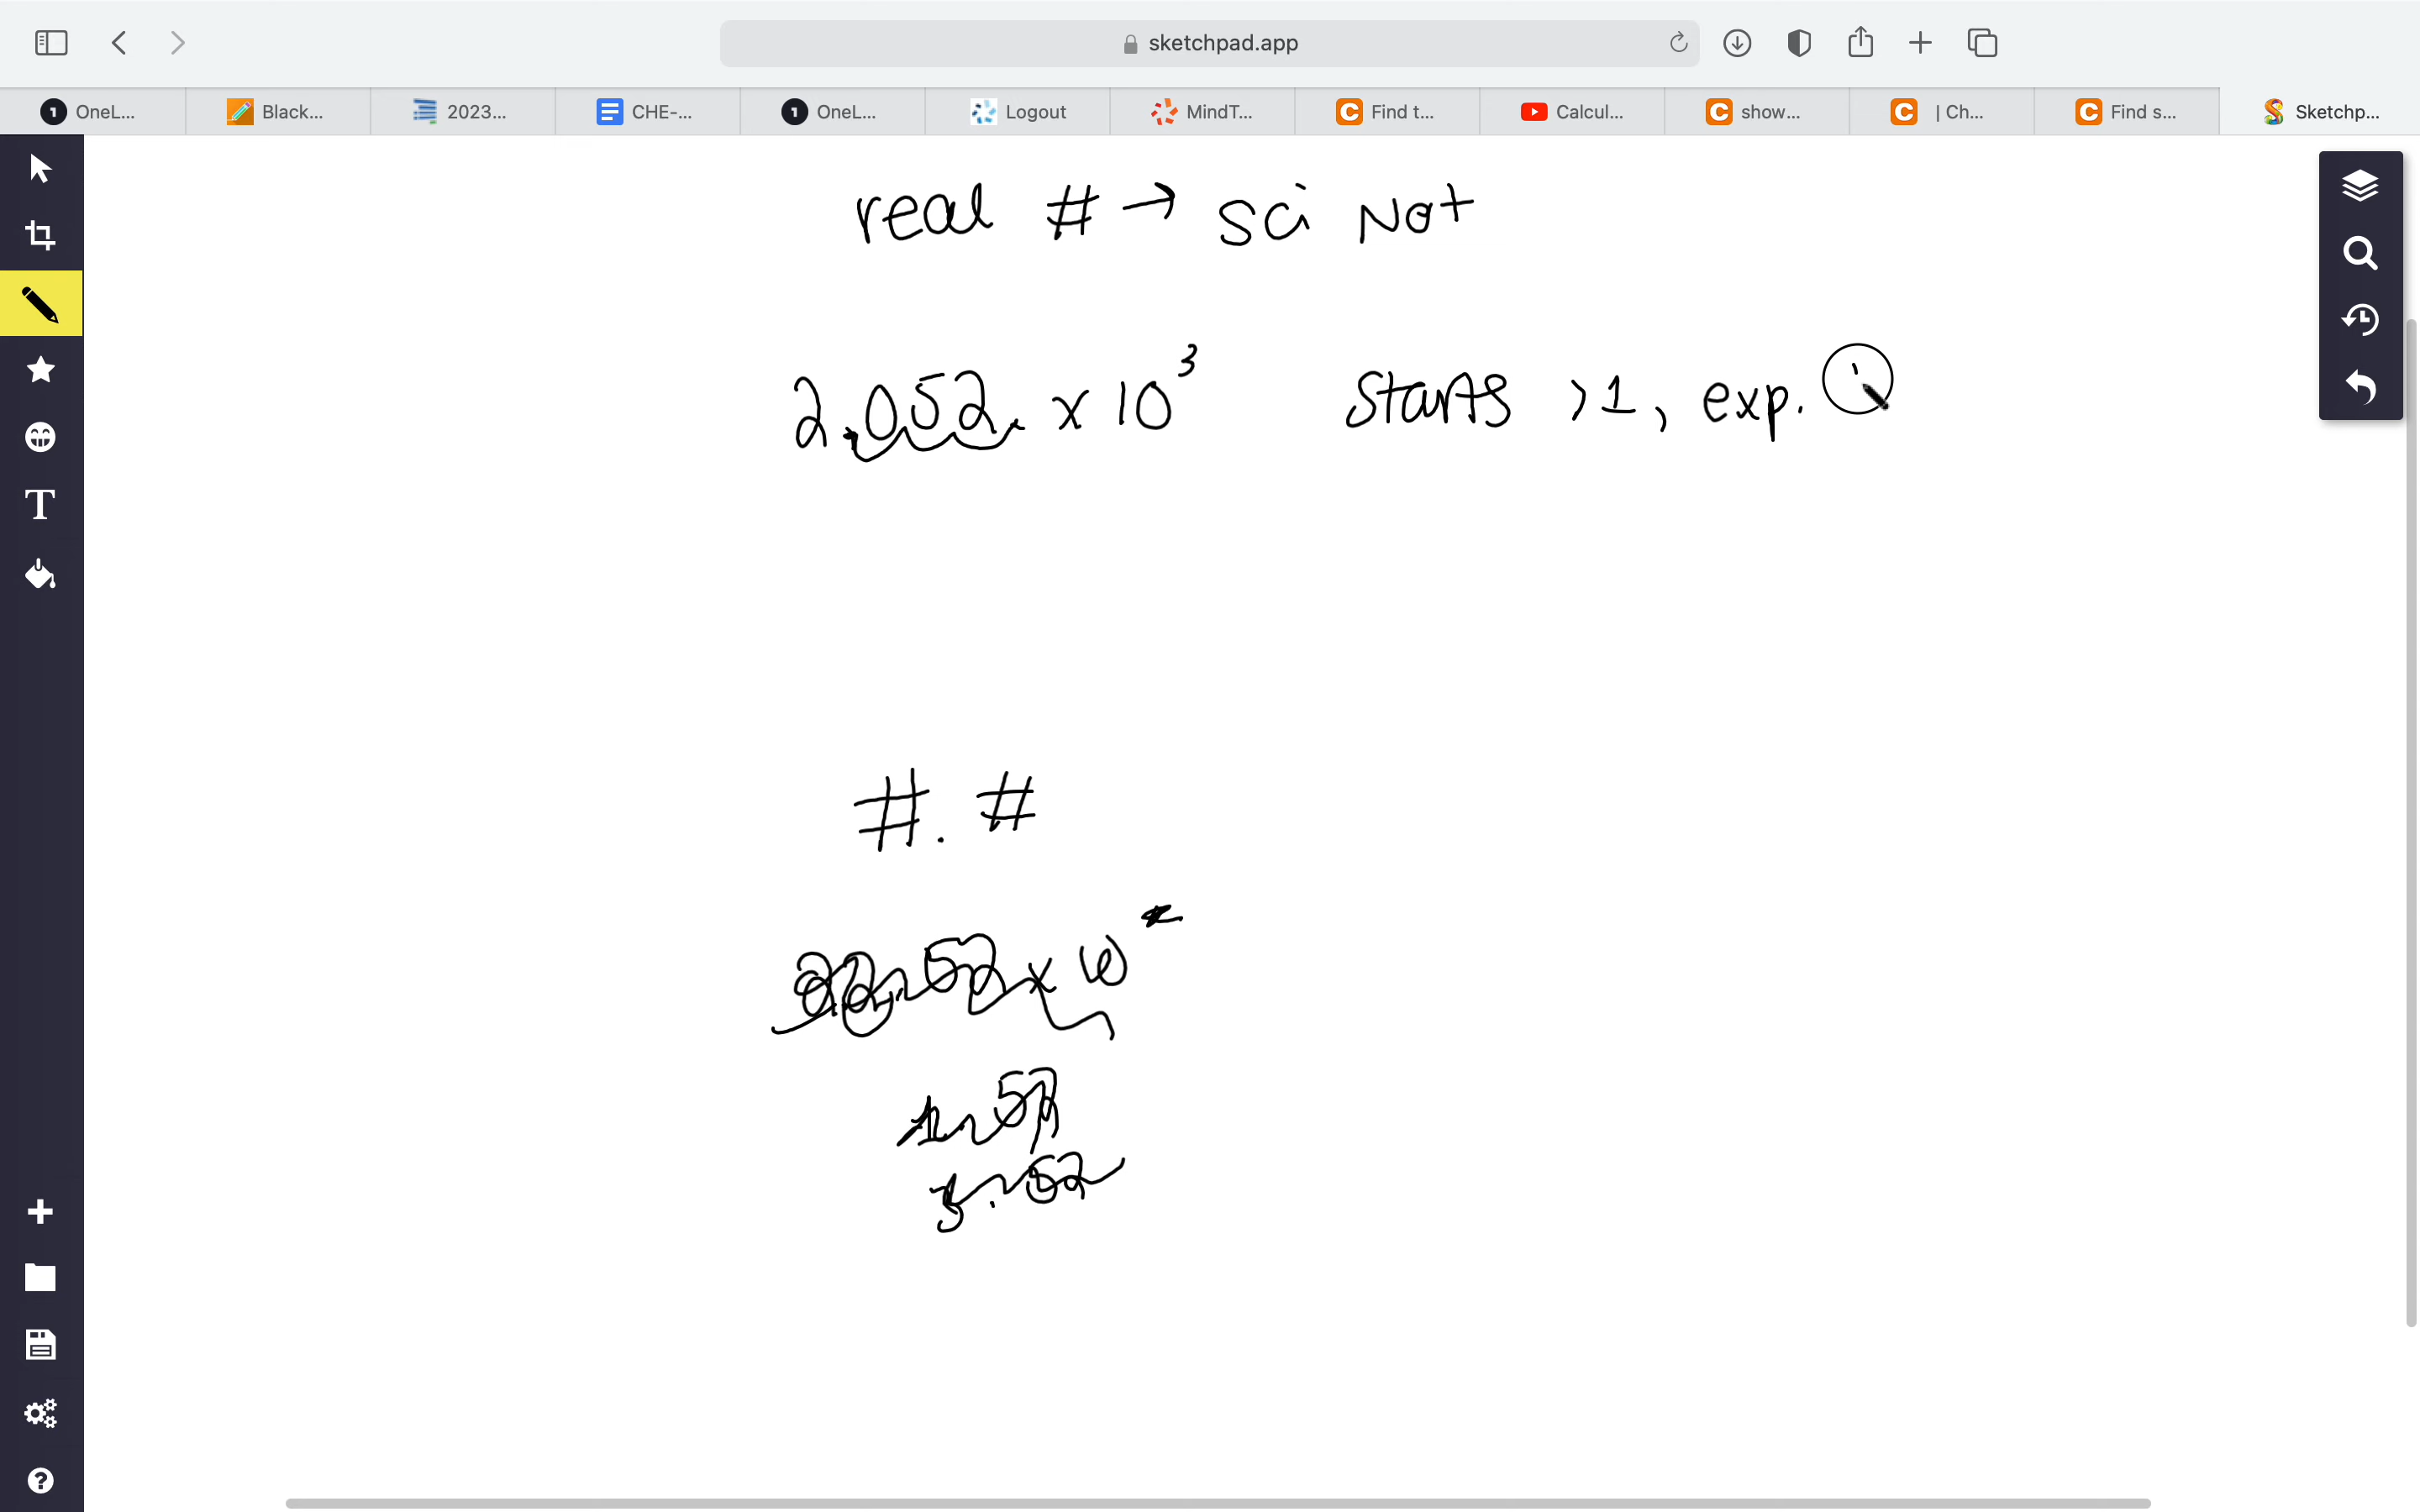 sketchpad.app
OneL...
Black...
2023...
CHE-...
OneL...
Logout
MindT...
Find t...
Calcul...
show...
| Ch...
Find s...
Sketchp...
real # → sci Not
2.052. x 10³ Starts >1, exp.
#. #